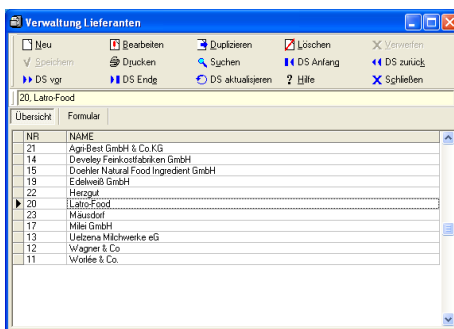 Verwaltung Lieferanten
Neu Bearbeiten Duplizieren Löschen Verwerfen
Speichern Drucken Suchen DS Anfang DS zurück
DS vor DS Ende DS aktualisieren Hilfe Schließen
20, Latro-Food
Übersicht Formular
NR NAME
21 Agri-Best GmbH & Co.KG
14 Develey Feinkostfabriken GmbH
15 Doehler Natural Food Ingredient GmbH
19 Edelweiß GmbH
22 Herzgut
20 Latro-Food
23 Mäusdorf
17 Milei GmbH
13 Uelzena Milchwerke eG
12 Wagner & Co
11 Worlée & Co.